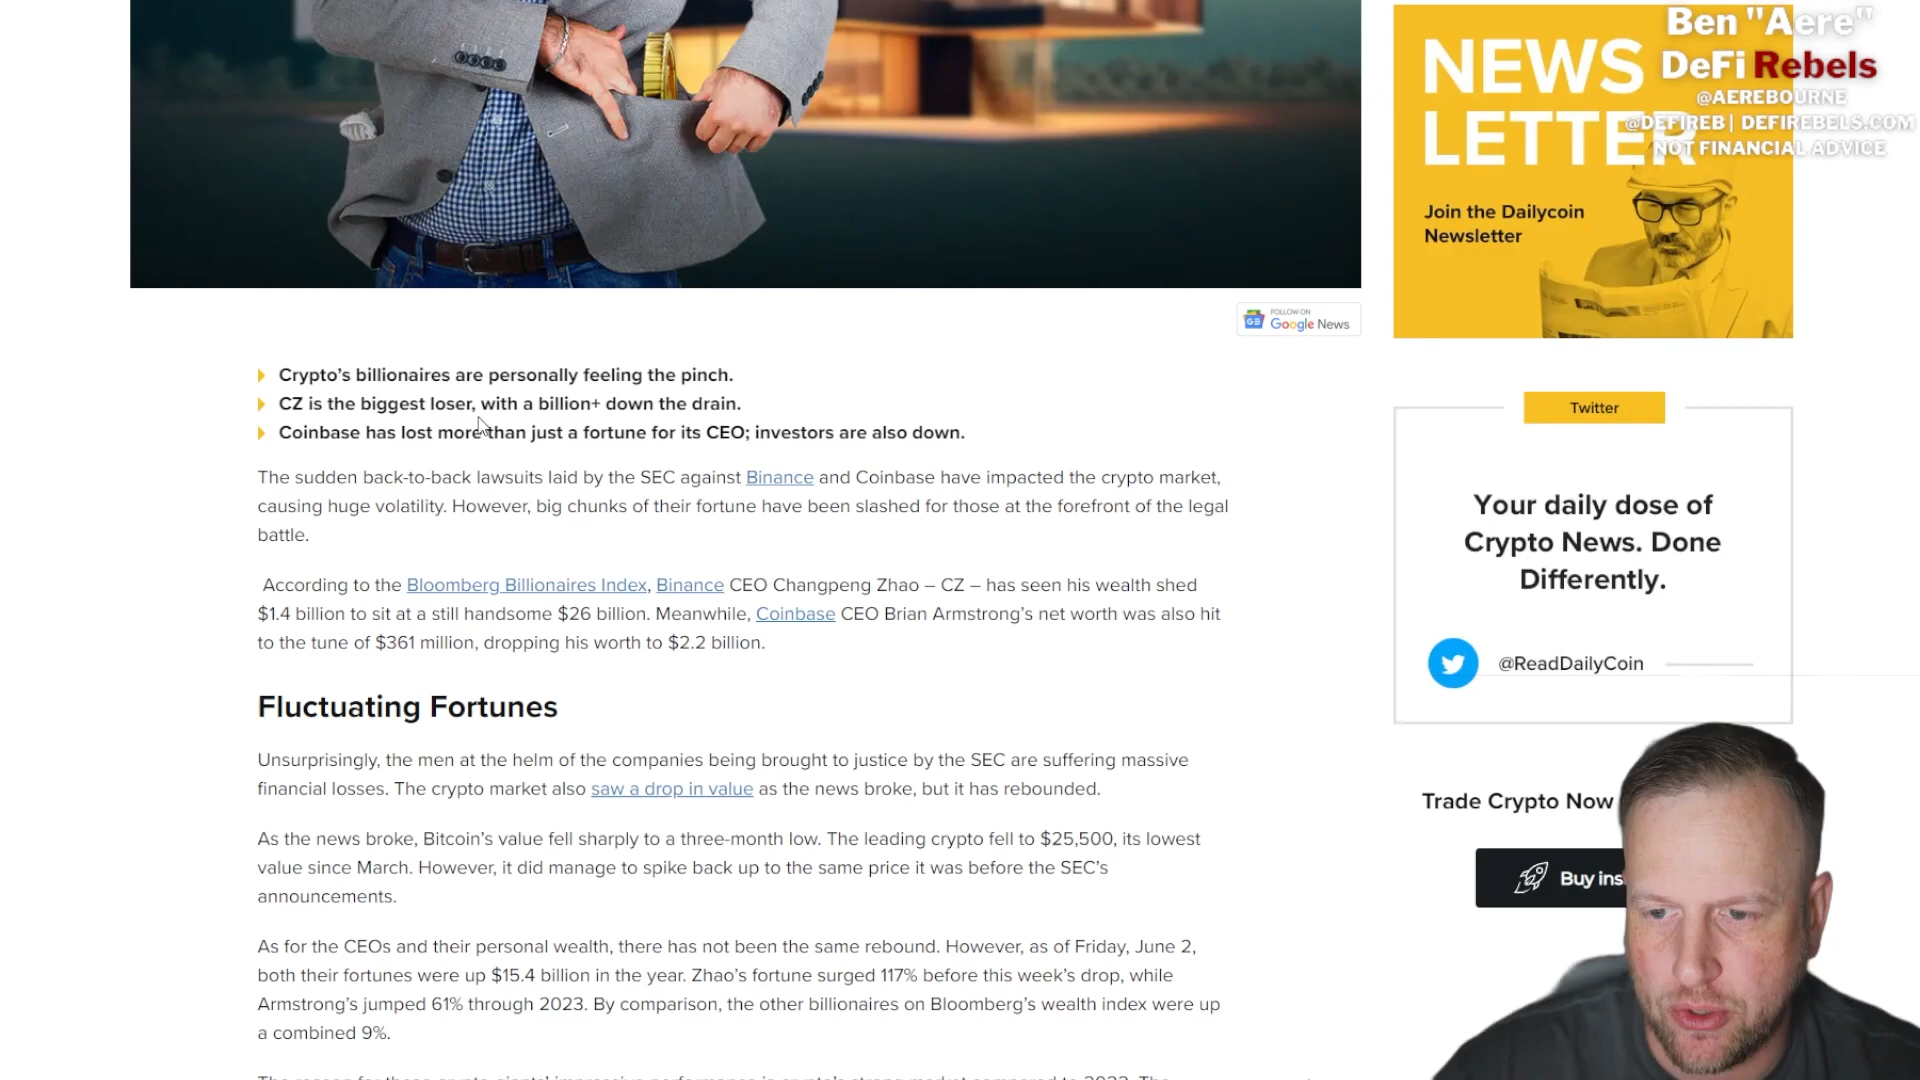 Ben "Aere"
DeFi Rebels
@AEREBOURNE
@DEFIREB | DEFIREBELS.COM
NOT FINANCIAL ADVICE
NEWS
LETTER
Join the Dailycoin
Newsletter
FOLLOW ON
Google News
Crypto's billionaires are personally feeling the pinch.
CZ is the biggest loser, with a billion+ down the drain.
Coinbase has lost more than just a fortune for its CEO; investors are also down.
The sudden back-to-back lawsuits laid by the SEC against Binance and Coinbase have impacted the crypto market,
causing huge volatility. However, big chunks of their fortune have been slashed for those at the forefront of the legal
battle.
According to the Bloomberg Billionaires Index, Binance CEO Changpeng Zhao – CZ – has seen his wealth shed
$1.4 billion to sit at a still handsome $26 billion. Meanwhile, Coinbase CEO Brian Armstrong's net worth was also hit
to the tune of $361 million, dropping his worth to $2.2 billion.
Fluctuating Fortunes
Unsurprisingly, the men at the helm of the companies being brought to justice by the SEC are suffering massive
financial losses. The crypto market also saw a drop in value as the news broke, but it has rebounded.
As the news broke, Bitcoin's value fell sharply to a three-month low. The leading crypto fell to $25,500, its lowest
value since March. However, it did manage to spike back up to the same price it was before the SEC's
announcements.
As for the CEOs and their personal wealth, there has not been the same rebound. However, as of Friday, June 2,
both their fortunes were up $15.4 billion in the year. Zhao's fortune surged 117% before this week's drop, while
Armstrong's jumped 61% through 2023. By comparison, the other billionaires on Bloomberg's wealth index were up
a combined 9%.
Twitter
Your daily dose of
Crypto News. Done
Differently.
@ReadDailyCoin
Trade Crypto Now
Buy ins